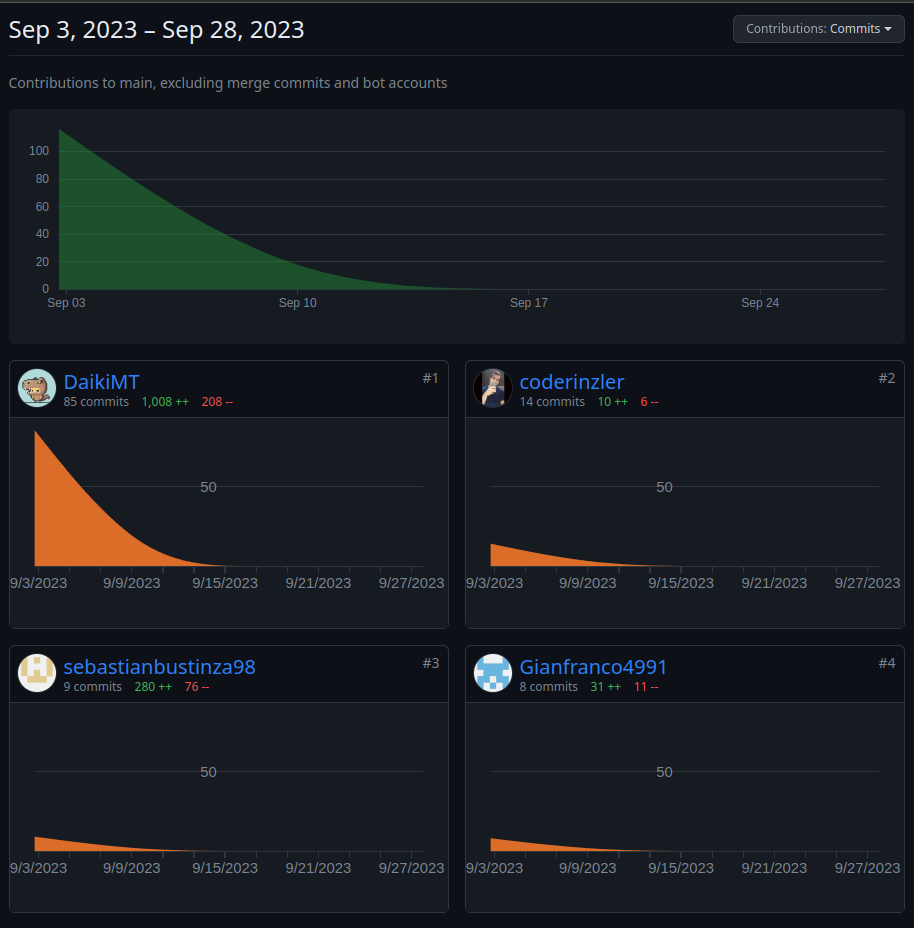 Sep 3, 2023 – Sep 28, 2023
Contributions: Commits
Contributions to main, excluding merge commits and bot accounts
100
80
60
40
20
0
Sep 03 Sep 10 Sep 17 Sep 24
DaikiMT #1
85 commits 1,008 ++ 208 --
50
9/3/2023 9/9/2023 9/15/2023 9/21/2023 9/27/2023
coderinzler #2
14 commits 10 ++ 6 --
50
9/3/2023 9/9/2023 9/15/2023 9/21/2023 9/27/2023
sebastianbustinza98 #3
9 commits 280 ++ 76 --
50
9/3/2023 9/9/2023 9/15/2023 9/21/2023 9/27/2023
Gianfranco4991 #4
8 commits 31 ++ 11 --
50
9/3/2023 9/9/2023 9/15/2023 9/21/2023 9/27/2023